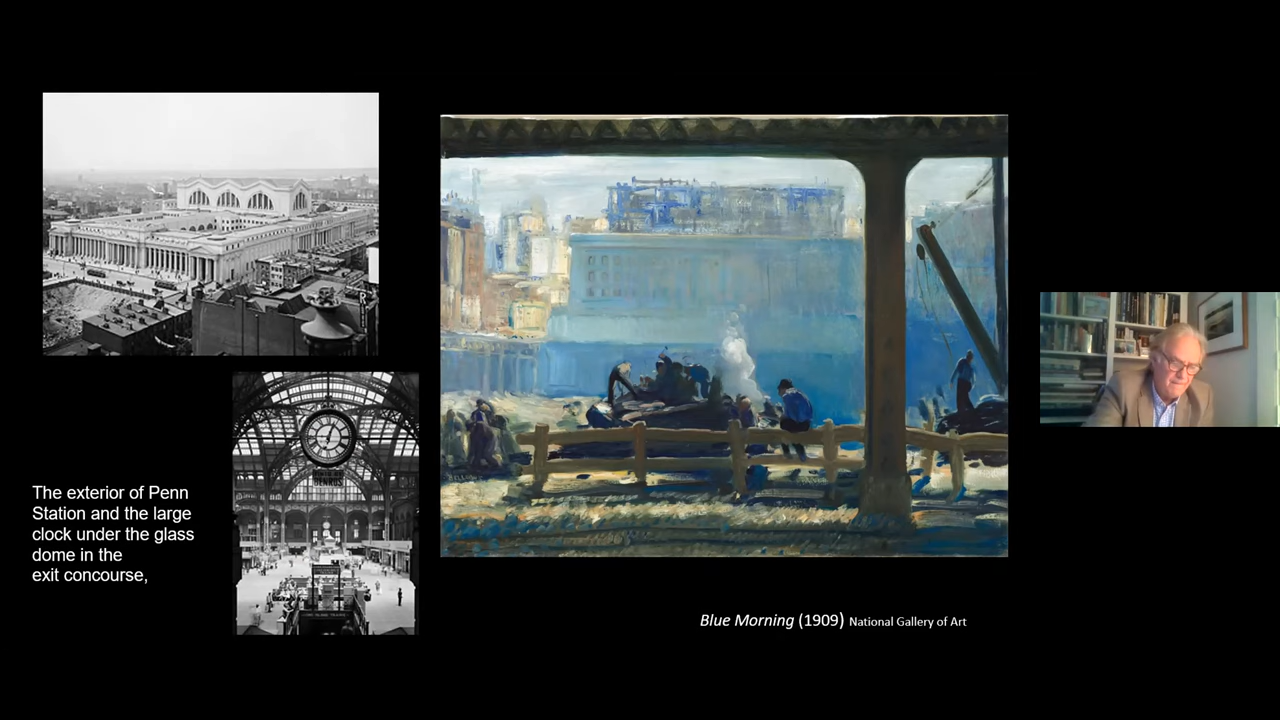 The exterior of Penn
Station and the large
clock under the glass
dome in the
exit concourse,
Blue Morning (1909) National Gallery of Art